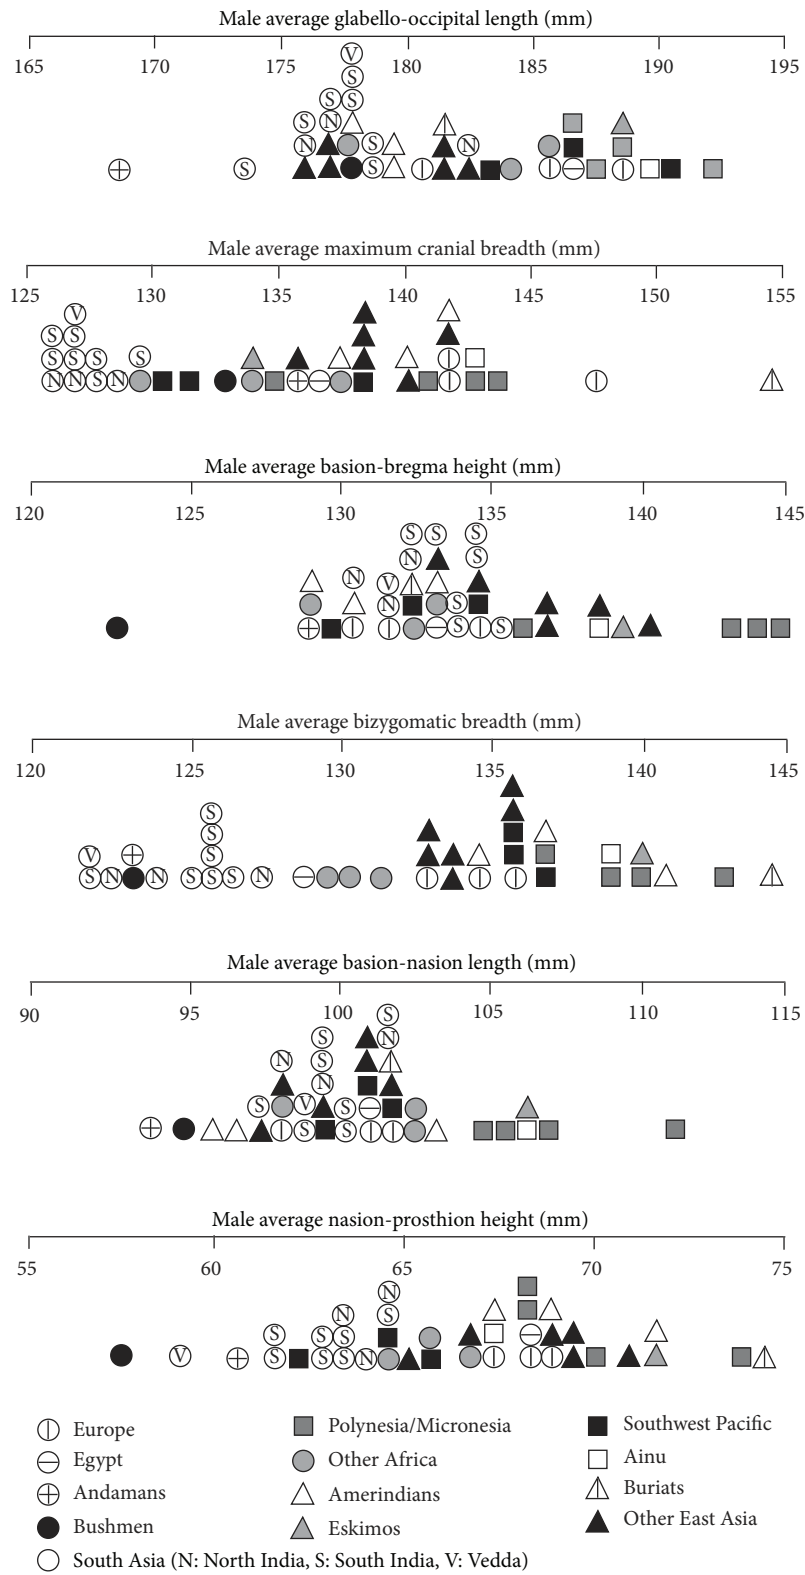 Male average glabello-occipital length (mm)
165 170 175 180 185 190 195
V
S
S S
S N
N S N
S S
Male average maximum cranial breadth (mm)
125 130 135 140 145 150 155
V
S S
S S S S
N N S N
Male average basion-bregma height (mm)
120 125 130 135 140 145
S S S
N S
N V
N S
S S
Male average bizygomatic breadth (mm)
120 125 130 135 140 145
S
S
V S
S N N S S S N
Male average basion-nasion length (mm)
90 95 100 105 110 115
S
S N
N S
N
S V S
S S
Male average nasion-prosthion height (mm)
55 60 65 70 75
N
N S
S S S
V S S S N
Europe
Egypt
Andamans
Bushmen
South Asia (N: North India, S: South India, V: Vedda)
Polynesia/Micronesia
Other Africa
Amerindians
Eskimos
Southwest Pacific
Ainu
Buriats
Other East Asia